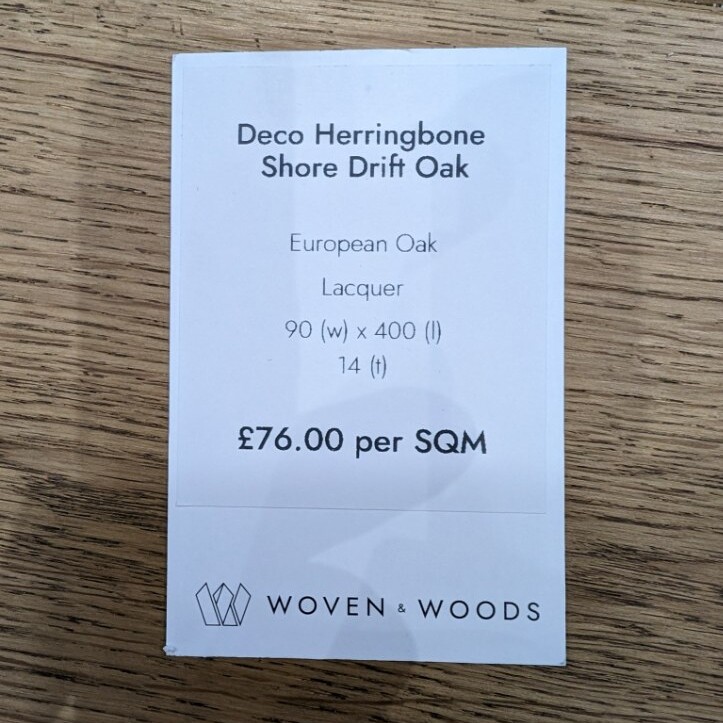 Deco Herringbone
Shore Drift Oak
European Oak
Lacquer
90 (w) x 400 (l)
14 (t)
£76.00 per SQM
WOVEN & WOODS